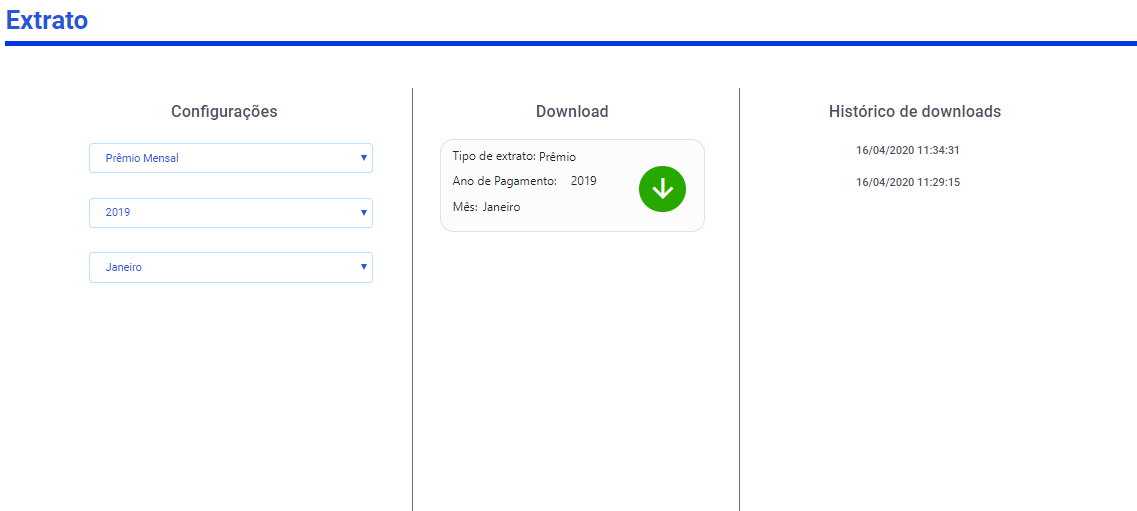 Extrato
Configurações
Prêmio Mensal
2019
Janeiro
Download
Tipo de extrato: Prêmio
Ano de Pagamento: 2019
Mês: Janeiro
Histórico de downloads
16/04/2020 11:34:31
16/04/2020 11:29:15